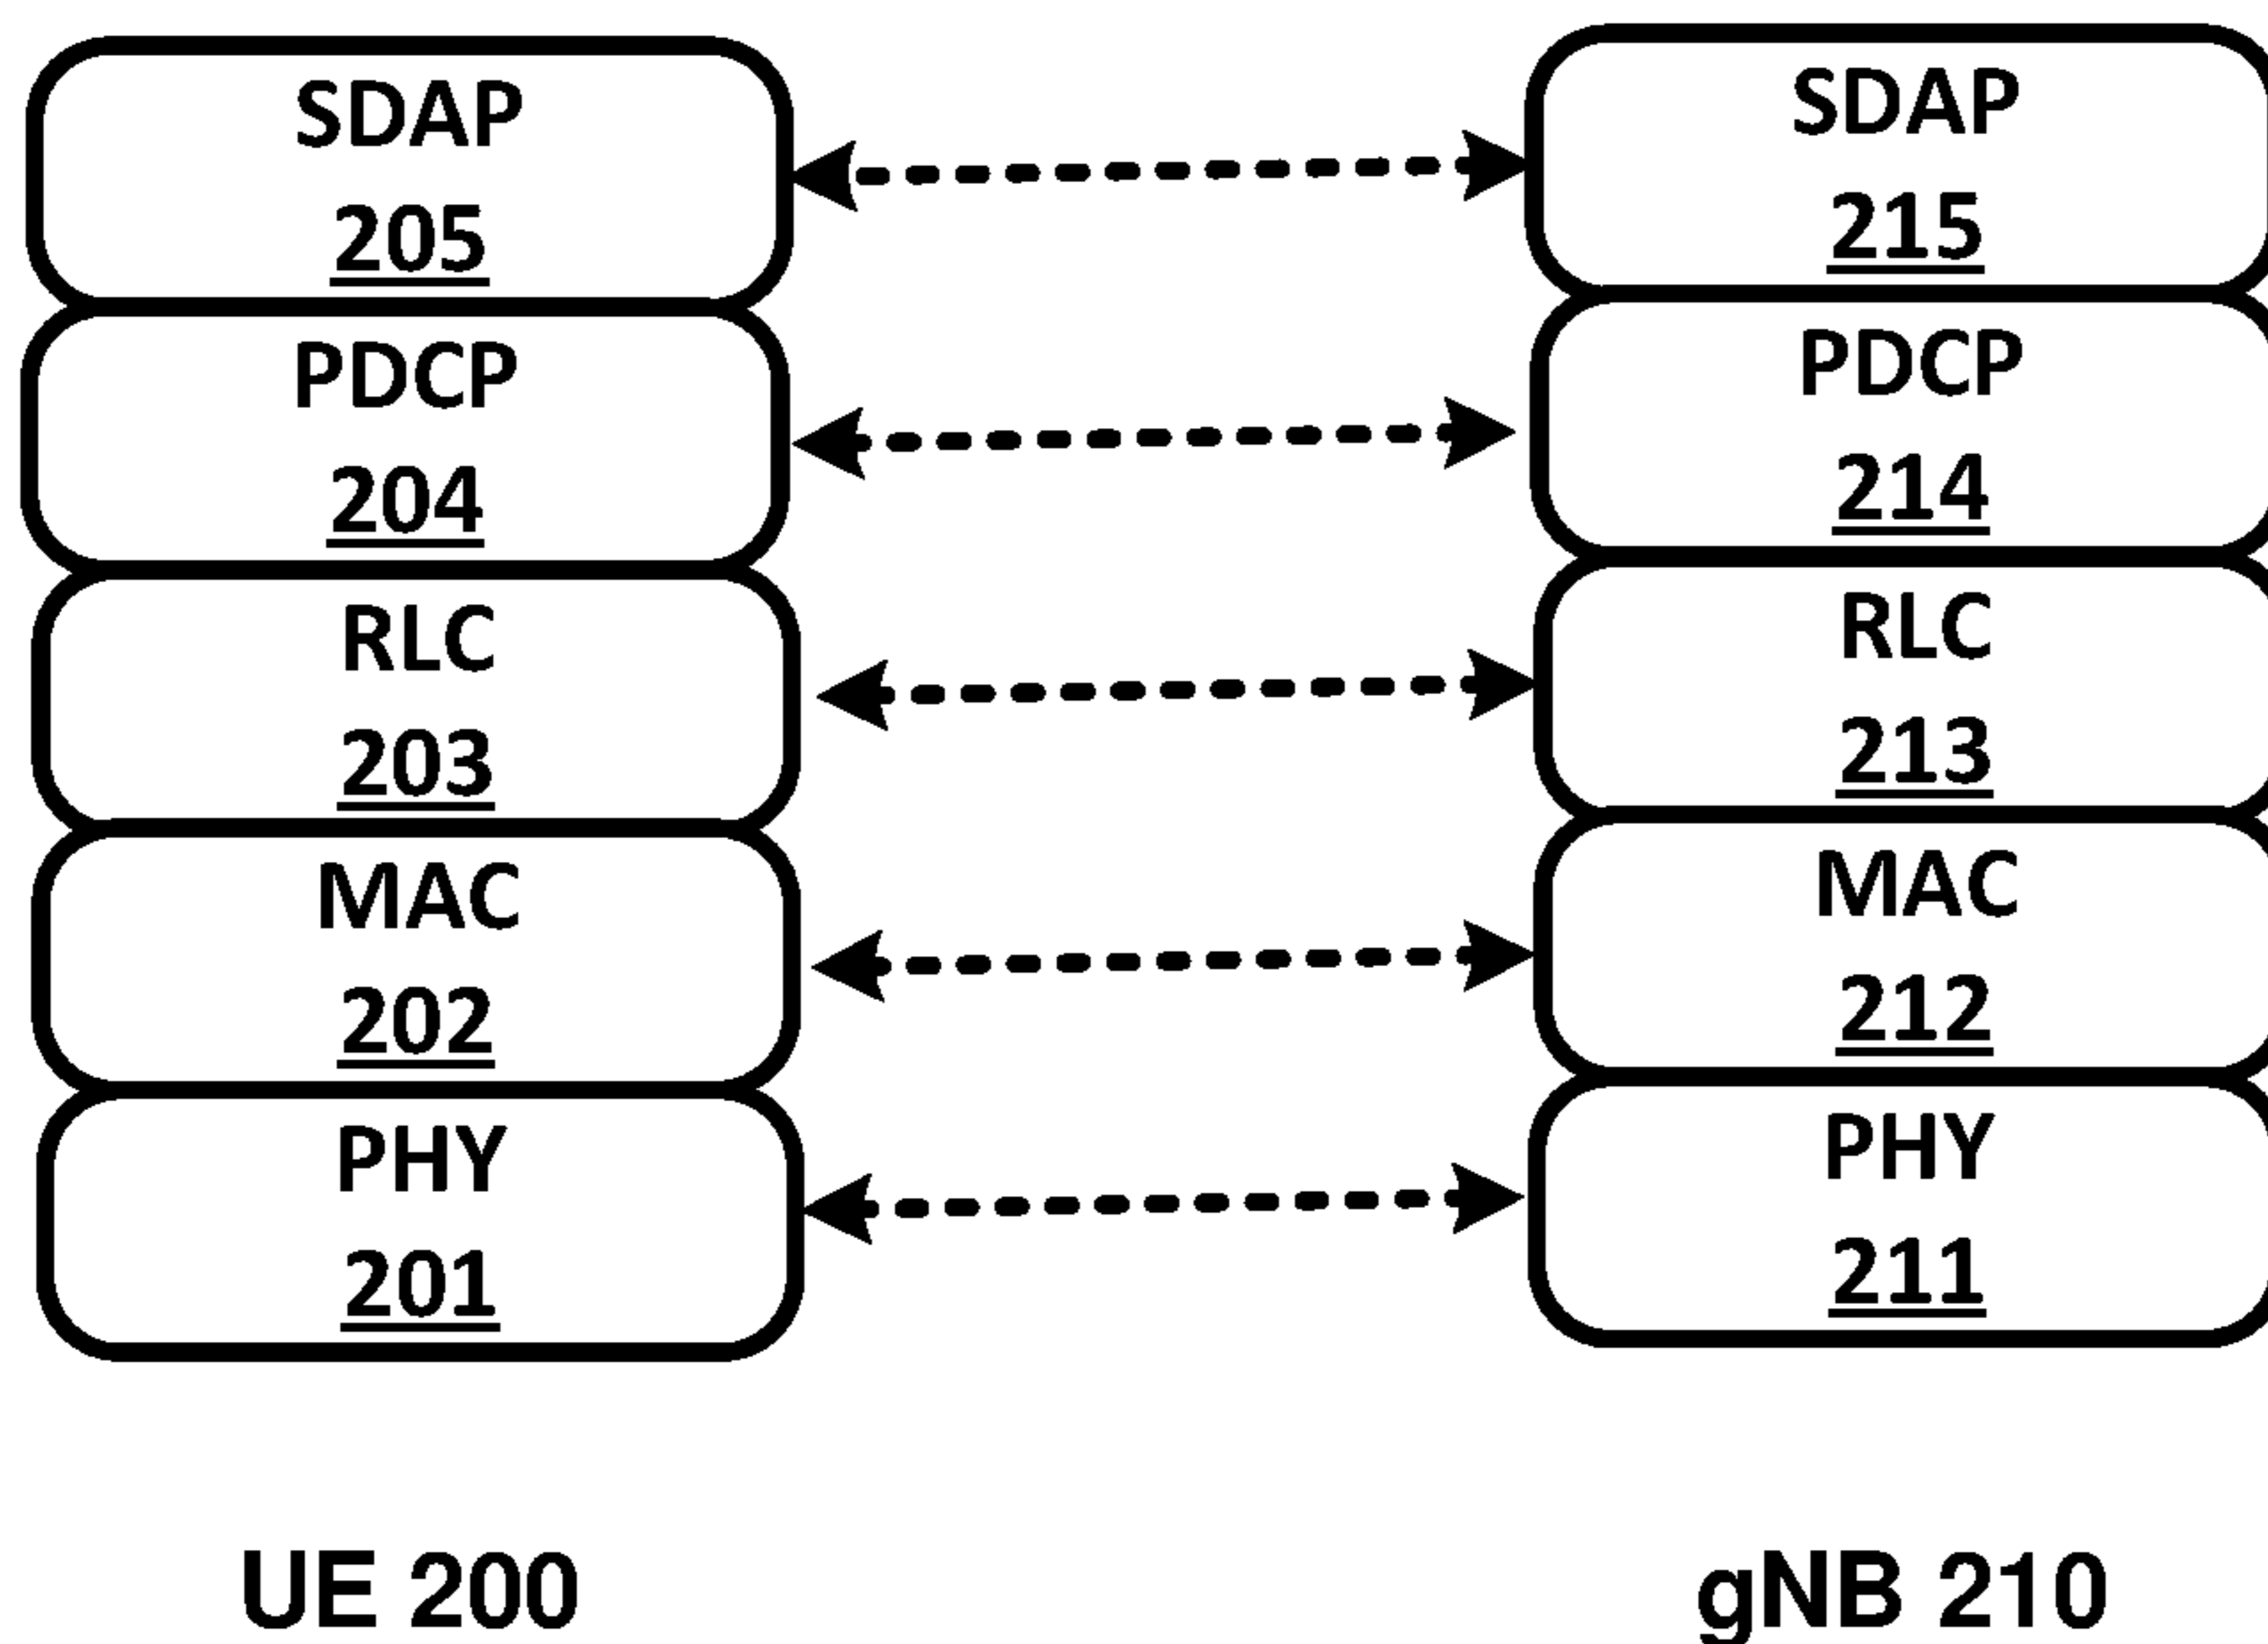 SDAP
205
SDAP
215
PDCP
204
PDCP
214
RLC
203
RLC
213
MAC
202
MAC
212
PHY
201
PHY
211
UE 200
gNB 210